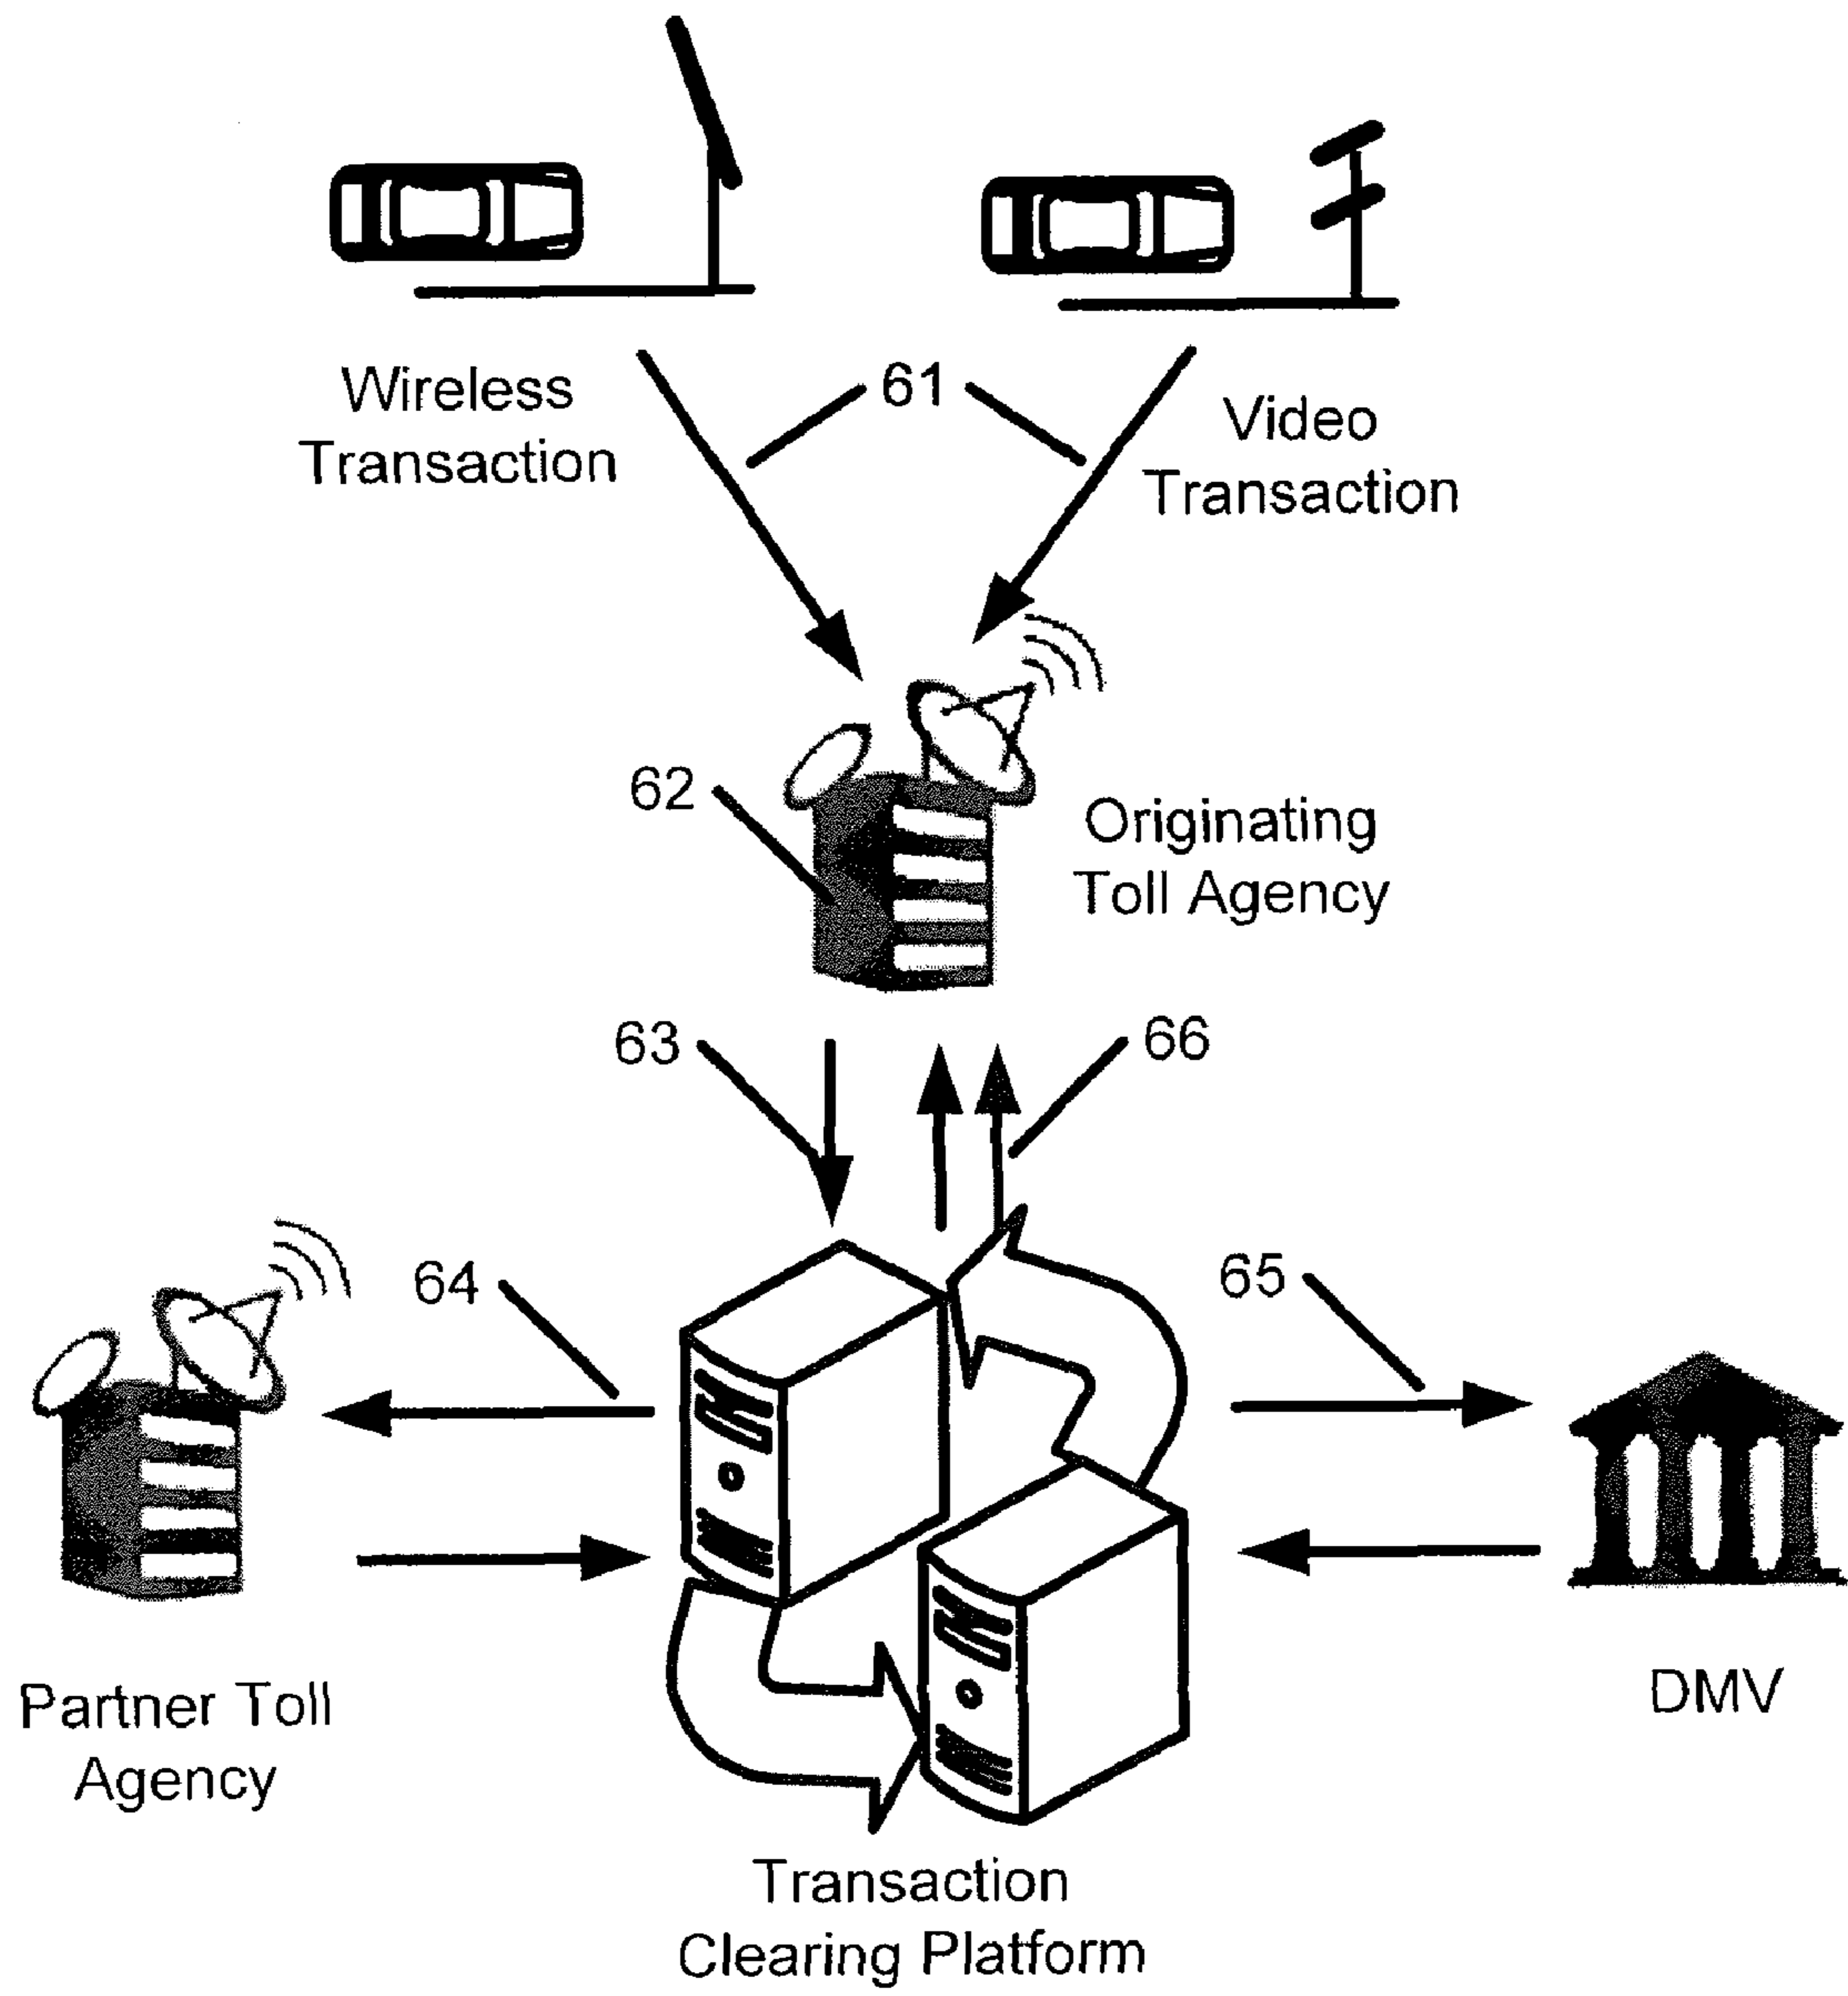 Wireless
Transaction
61
Video
Transaction
62
Originating
Toll Agency
63
66
64
65
Partner Toll
Agency
DMV
Transaction
Clearing Platform